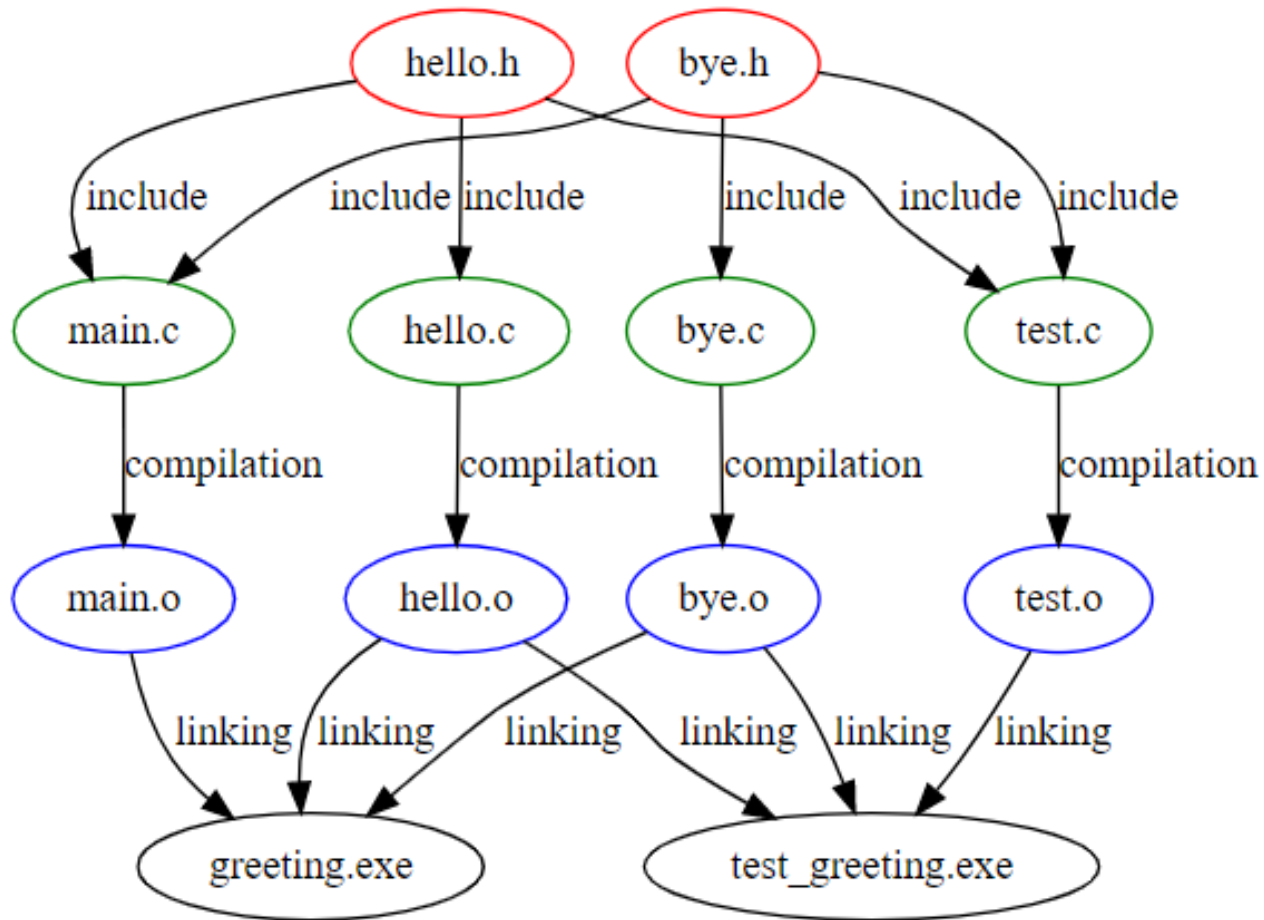 hello.h
bye.h
include
include
include
include
include
include
main.c
hello.c
bye.c
test.c
compilation
compilation
compilation
compilation
main.o
hello.o
bye.o
test.o
linking
linking
linking
linking
linking
linking
greeting.exe
test_greeting.exe